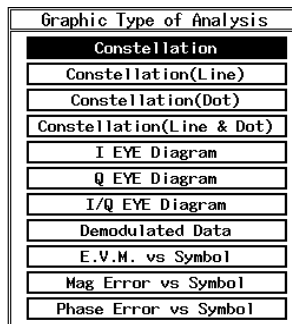 Graphic Type of Analysis
Constellation
Constellation(Line)
Constellation(Dot)
Constellation(Line & Dot)
I EYE Diagram
Q EYE Diagram
I/Q EYE Diagram
Demodulated Data
E.V.M. vs Symbol
Mag Error vs Symbol
Phase Error vs Symbol